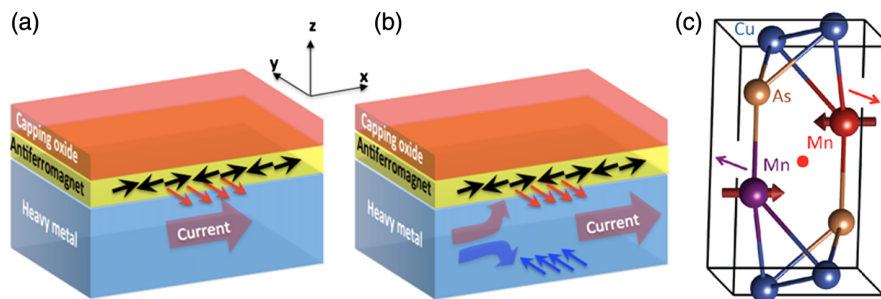 (a)
z
y
x
Capping oxide
Antiferromagnet
Heavy metal
Current
(b)
Capping oxide
Antiferromagnet
Heavy metal
Current
(c)
Cu
As
Mn
Mn